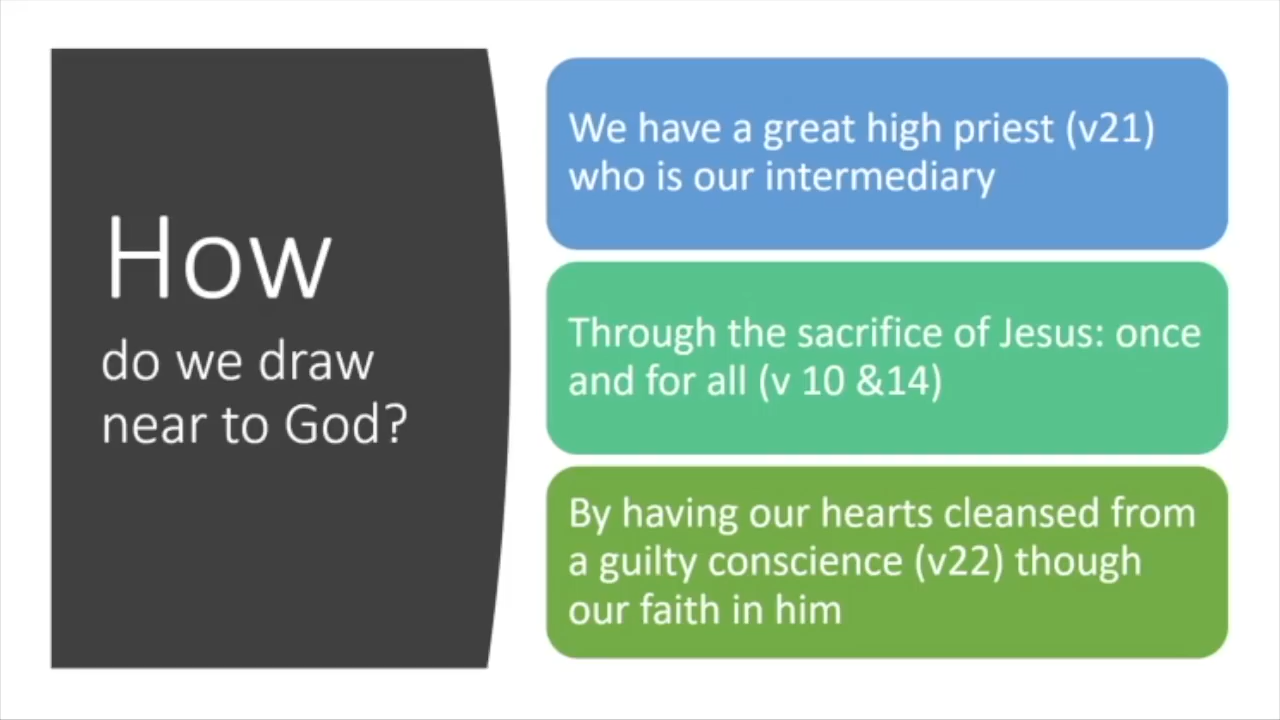 How
do we draw
near to God?
We have a great high priest (v21)
who is our intermediary
Through the sacrifice of Jesus: once
and for all (v 10 &14)
By having our hearts cleansed from
a guilty conscience (v22) though
our faith in him